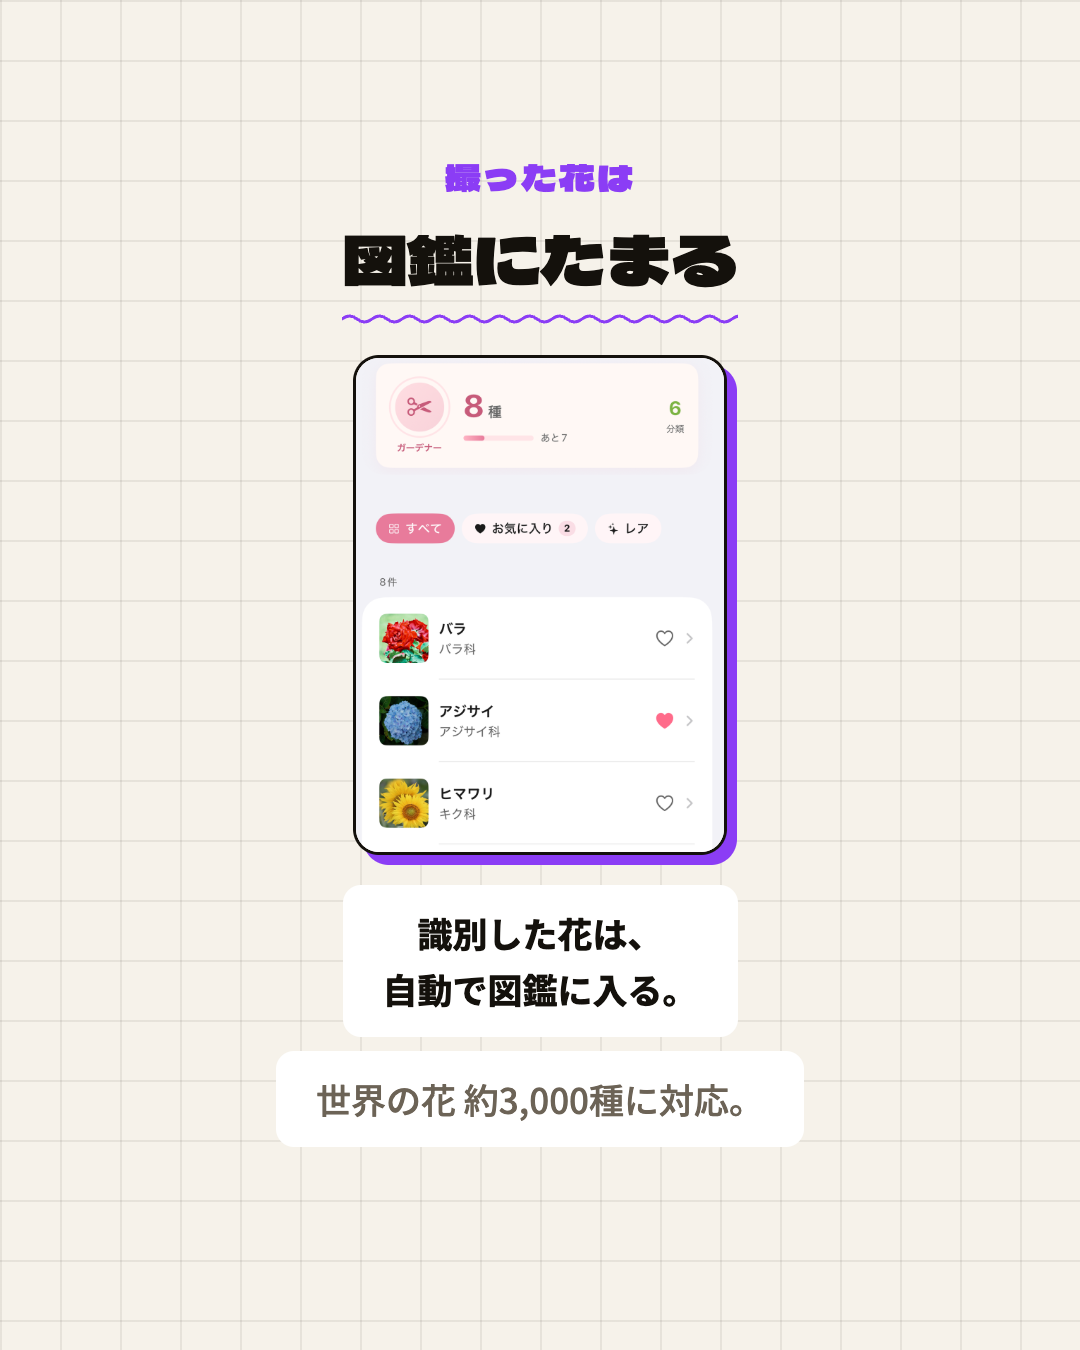 撮った花は
図鑑にたまる
8 種
あと7
6
分類
ガーデナー
すべて
お気に入り 2
レア
8件
バラ
バラ科
アジサイ
アジサイ科
ヒマワリ
キク科
識別した花は、
自動で図鑑に入る。
世界の花 約3,000種に対応。